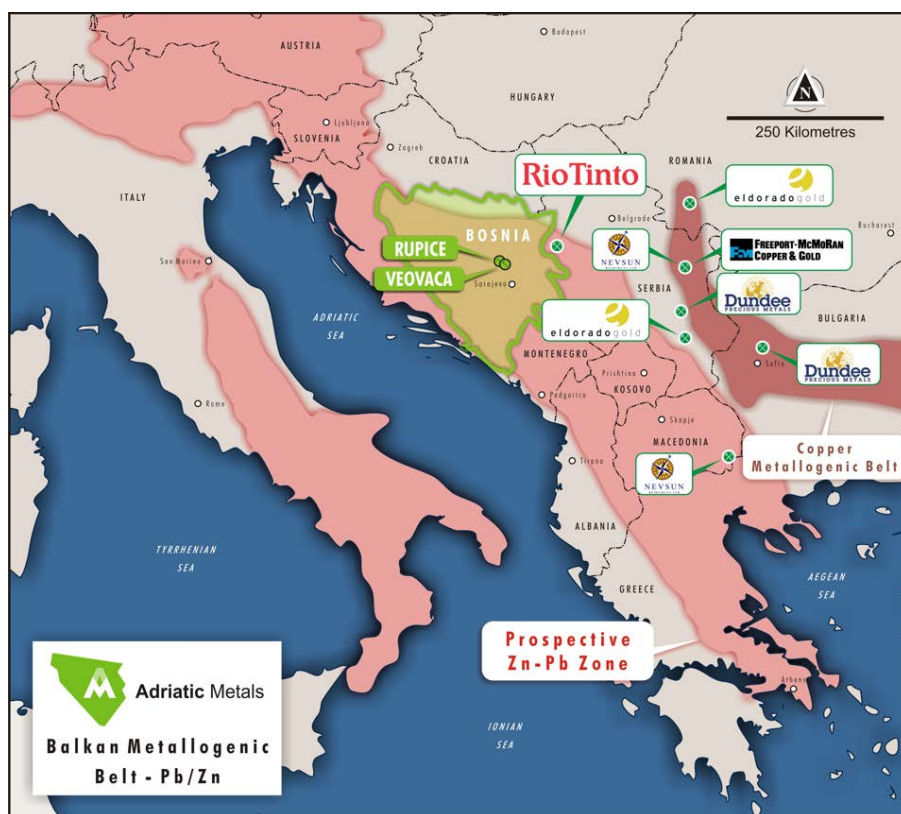 Budapest
AUSTRIA
HUNGARY
N
250 Kilometres
Ljubljana
SLOVENIA
Zagreb
CROATIA
RioTinto
ROMANIA
eldoradogold
ITALY
BOSNIA
Belgrade
Bucharest
RUPICE
NEVSUN
FREEPORT-McMoRAN
COPPER & GOLD
San Marino
VEOVACA
Sarajevo
SERBIA
Dundee
PRECIOUS METALS
ADRIATIC
SEA
eldoradogold
BULGARIA
MONTENEGRO
Prishtina
KOSOVO
Sofia
Dundee
PRECIOUS METALS
Rome
Podgorica
Skopje
MACEDONIA
Copper
Metallogenic Belt
Tirana
NEVSUN
TYRRHENIAN
SEA
ALBANIA
GREECE
AEGEAN
SEA
Prospective
Zn-Pb Zone
Adriatic Metals
Athens
Balkan Metallogenic
Belt - Pb/Zn
IONIAN
SEA